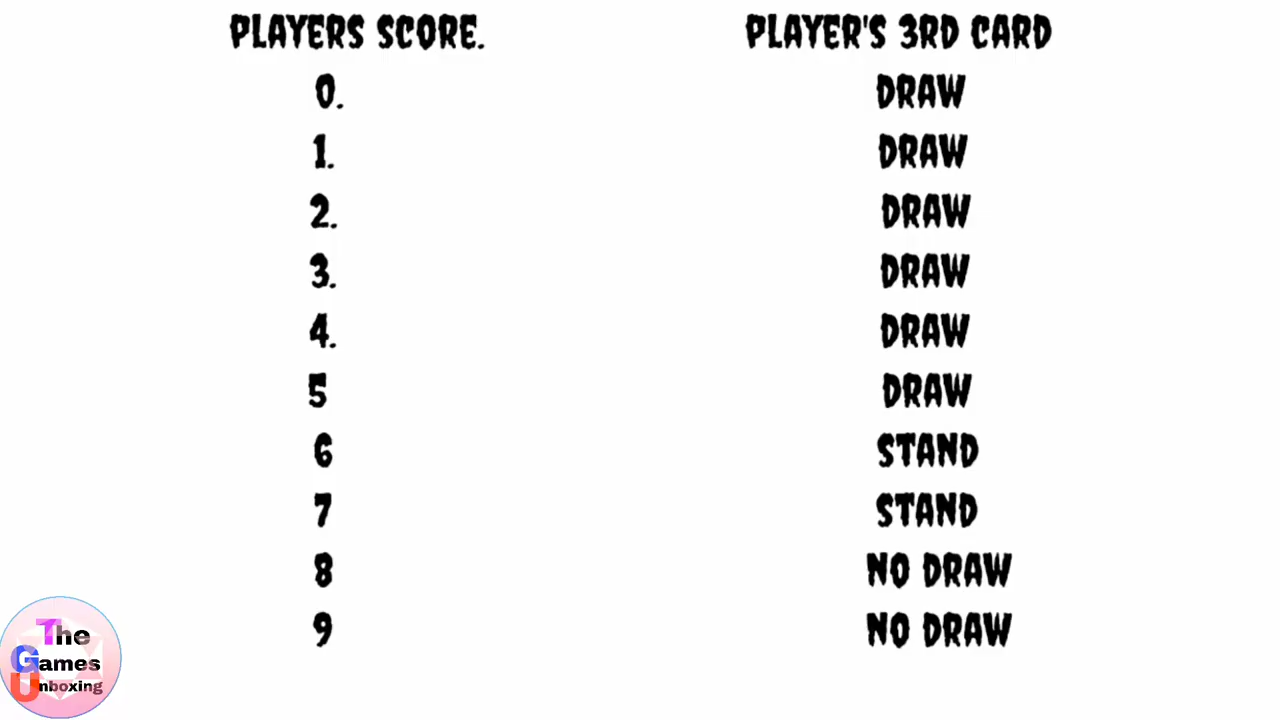 PLAYERS SCORE. PLAYER'S 3RD CARD
0. DRAW
1. DRAW
2. DRAW
3. DRAW
4. DRAW
5 DRAW
6 STAND
7 STAND
8 NO DRAW
9 NO DRAW
The
Games
Unboxing